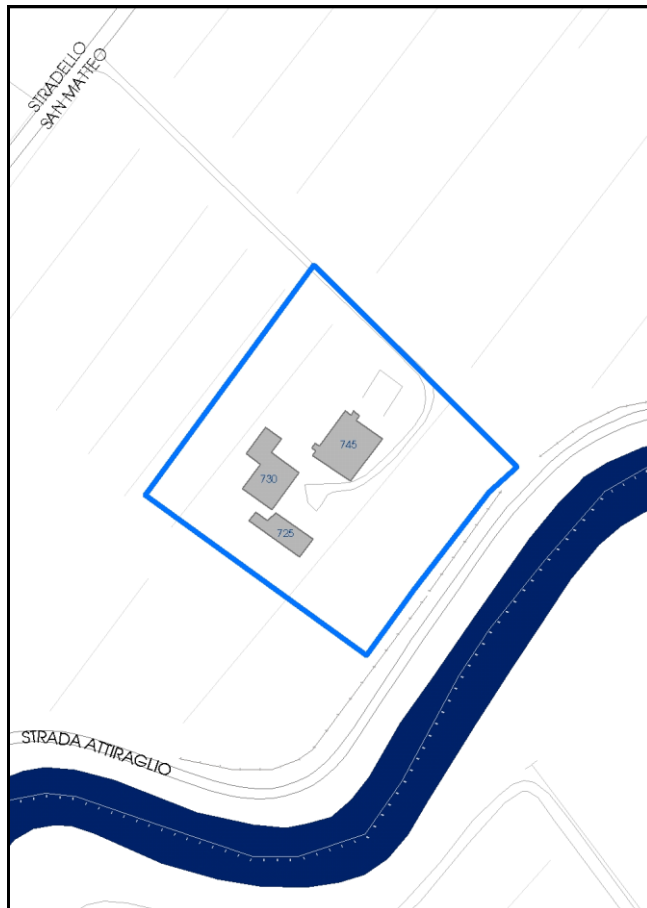 STRADELLO
SAN MATTEO
745
730
725
STRADA ATTIRAGLIO